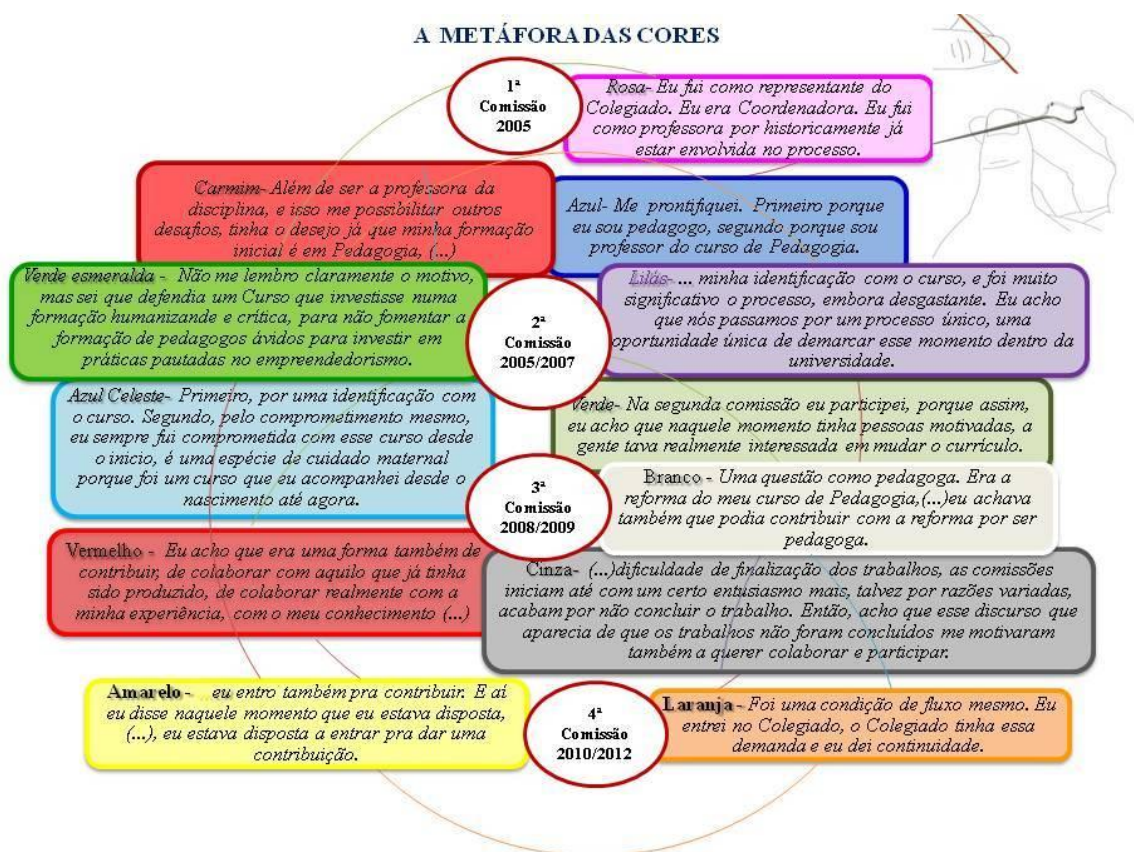 A METÁFORA DAS CORES
1ª
Comissão
2005
Rosa- Eu fui como representante do
Colegiado. Eu era Coordenadora. Eu fui
como professora por historicamente já
estar envolvida no processo.
Carmim- Além de ser a professora da
disciplina, e isso me possibilitar outros
desafios, tinha o desejo já que minha formação
inicial é em Pedagogia, (...)
Azul- Me prontifiquei. Primeiro porque
eu sou pedagogo, segundo porque sou
professor do curso de Pedagogia.
Verde esmeralda - Não me lembro claramente o motivo,
mas sei que defendia um Curso que investisse numa
formação humanizande e crítica, para não fomentar a
formação de pedagogos ávidos para investir em
práticas pautadas no empreendedorismo.
2ª
Comissão
2005/2007
Lilás- ... minha identificação com o curso, e foi muito
significativo o processo, embora desgastante. Eu acho
que nós passamos por um processo único, uma
oportunidade única de demarcar esse momento dentro da
universidade.
Azul Celeste- Primeiro, por uma identificação com
o curso. Segundo, pelo comprometimento mesmo,
eu sempre fui comprometida com esse curso desde
o inicio, é uma espécie de cuidado maternal
porque foi um curso que eu acompanhei desde o
nascimento até agora.
Verde- Na segunda comissão eu participei, porque assim,
eu acho que naquele momento tinha pessoas motivadas, a
gente tava realmente interessada em mudar o currículo.
3ª
Comissão
2008/2009
Branco - Uma questão como pedagoga. Era a
reforma do meu curso de Pedagogia,(...)eu achava
também que podia contribuir com a reforma por ser
pedagoga.
Vermelho - Eu acho que era uma forma também de
contribuir, de colaborar com aquilo que já tinha
sido produzido, de colaborar realmente com a
minha experiência, com o meu conhecimento (...)
Cinza- (...)dificuldade de finalização dos trabalhos, as comissões
iniciam até com um certo entusiasmo mais, talvez por razões variadas,
acabam por não concluir o trabalho. Então, acho que esse discurso que
aparecia de que os trabalhos não foram concluídos me motivaram
também a querer colaborar e participar.
Amarelo - ...eu entro também pra contribuir. E aí
eu disse naquele momento que eu estava disposta,
(...), eu estava disposta a entrar pra dar uma
contribuição.
4ª
Comissão
2010/2012
Laranja - Foi uma condição de fluxo mesmo. Eu
entrei no Colegiado, o Colegiado tinha essa
demanda e eu dei continuidade.